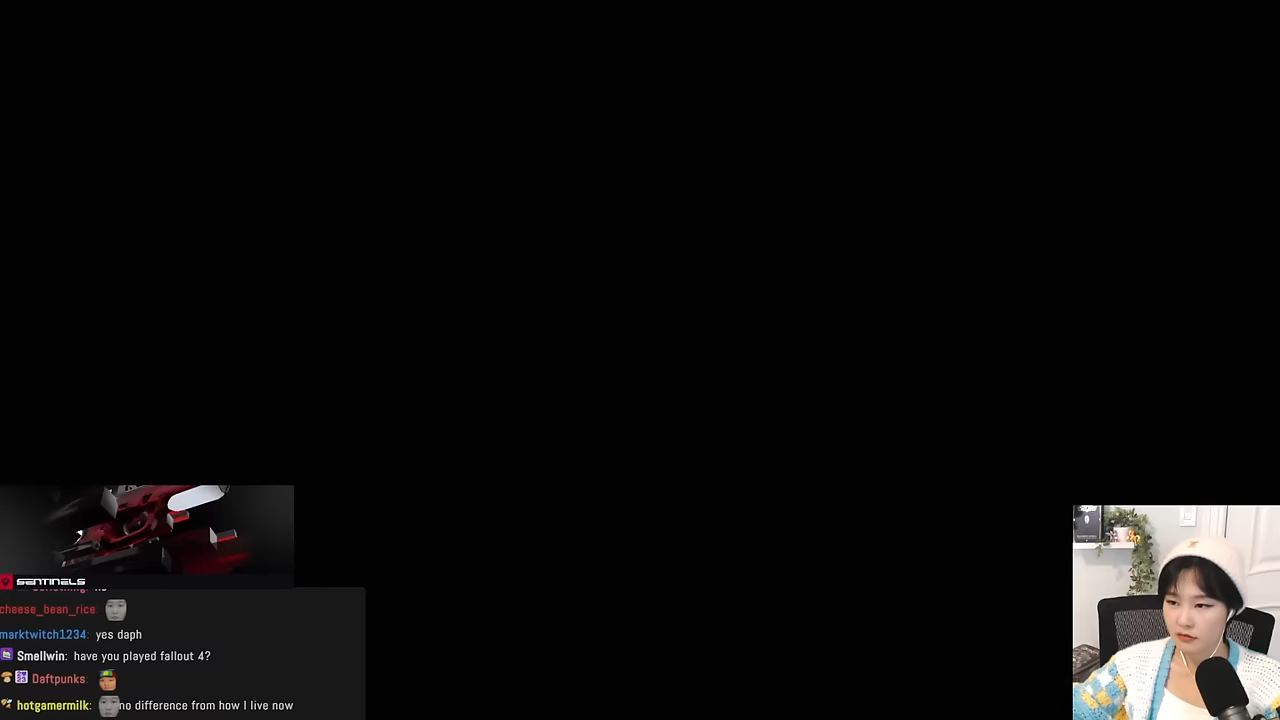 SENTINELS
cheese_bean_rice
marktwitch1234: yes daph
Smellwin: have you played fallout 4?
Daftpunks:
hotgamermilk: no difference from how I live now